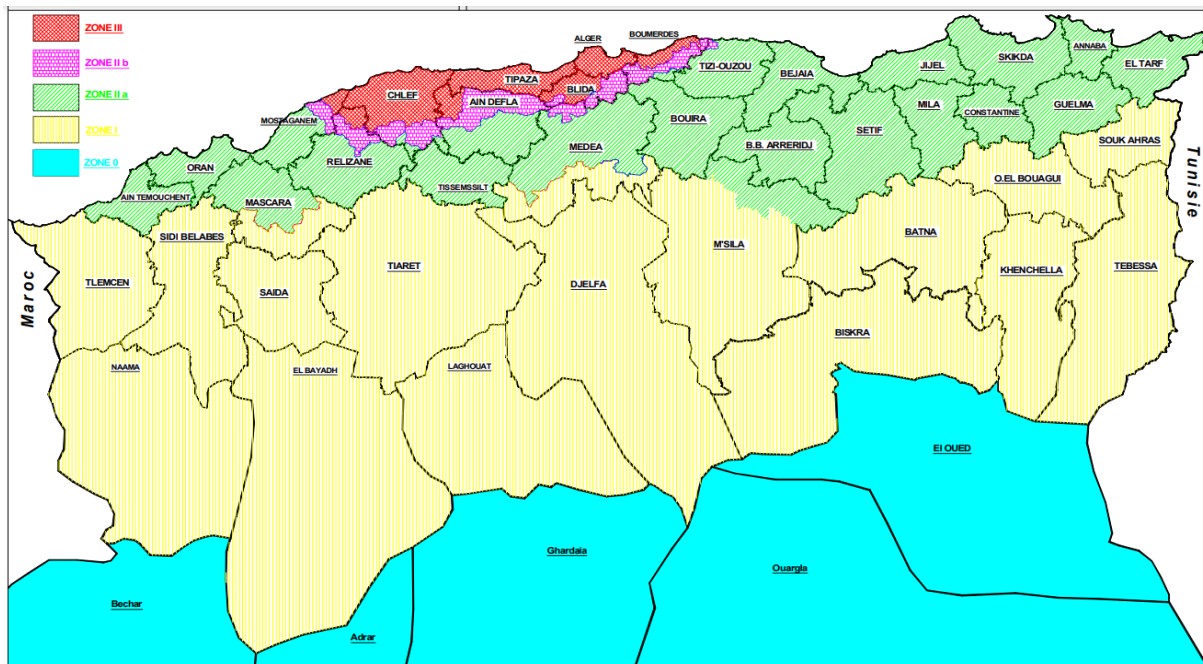 ZONE III
ZONE II b
ZONE II a
ZONE I
ZONE 0
ALGER
BOUMERDES
ANNABA
SKIKDA
EL TARF
JIJEL
TIZI-OUZOU
BEJAIA
TIPAZA
BLIDA
CHLEF
AIN DEFLA
MILA
CONSTANTINE
GUELMA
MOSTAGANEM
BOUIRA
SETIF
SOUK AHRAS
MEDEA
B.B. ARRERIDJ
RELIZANE
ORAN
O.EL BOUAGUI
TISSEMSSILT
AIN TEMOUCHENT
MASCARA
Tunisie
SIDI BELABES
BATNA
M'SILA
TIARET
KHENCHELLA
TEBESSA
TLEMCEN
SAIDA
DJELFA
Maroc
BISKRA
NAAMA
EL BAYADH
LAGHOUAT
El OUED
Ghardaia
Ouargla
Bechar
Adrar